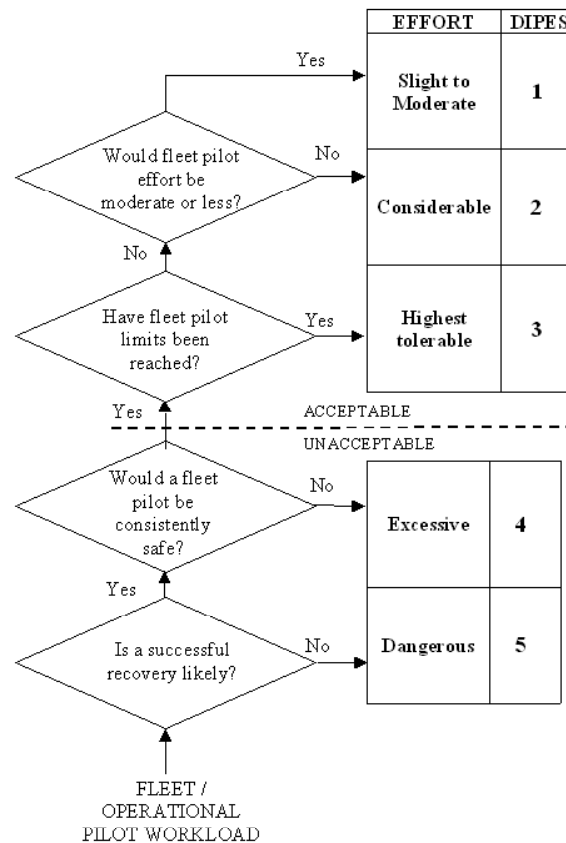 EFFORT DIPES
Yes
Slight to
Moderate
1
Would fleet pilot
effort be
moderate or less?
No
Considerable
2
No
Have fleet pilot
limits been
reached?
Yes
Highest
tolerable
3
Yes
ACCEPTABLE
UNACCEPTABLE
Would a fleet
pilot be
consistently
safe?
No
Excessive
4
Yes
Is a successful
recovery likely?
No
Dangerous
5
FLEET /
OPERATIONAL
PILOT WORKLOAD